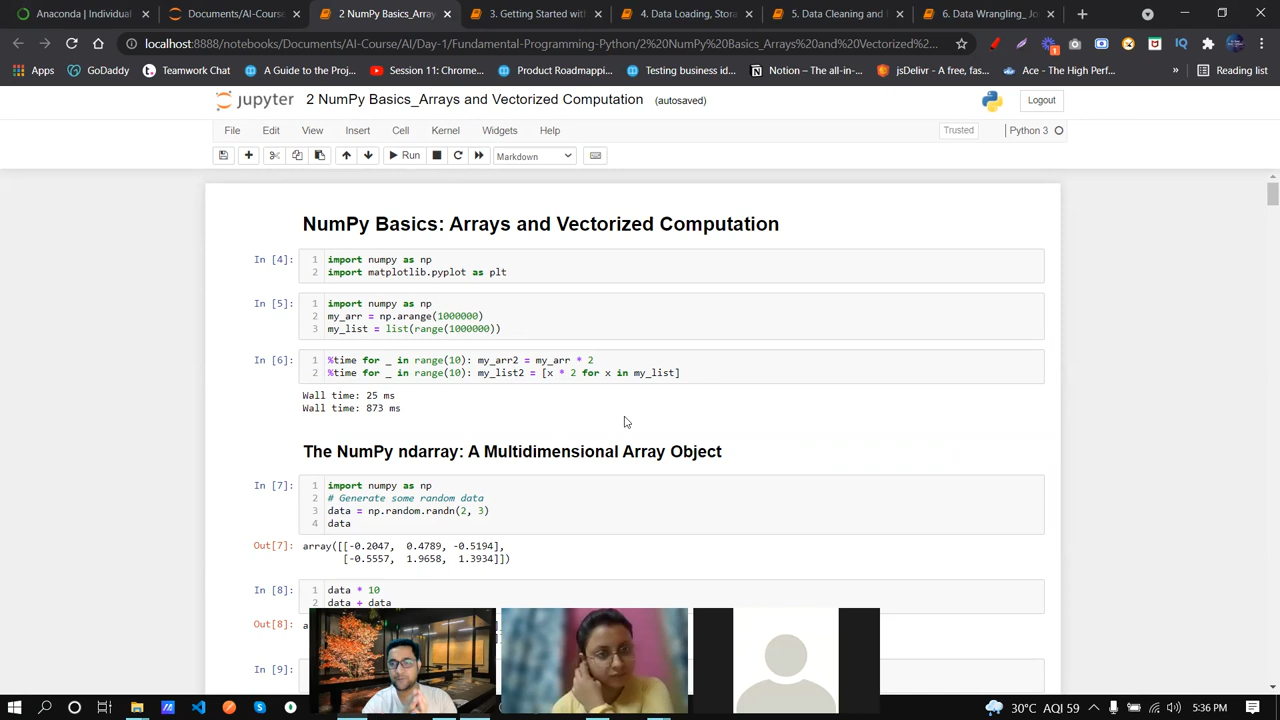 Anaconda | Individual
Documents/AI-Course
2 NumPy Basics_Array
3. Getting Started with
4. Data Loading, Stora
5. Data Cleaning and
6. Data Wrangling_ Jo
localhost:8888/notebooks/Documents/AI-Course/AI/Day-1/Fundamental-Programming-Python/2%20NumPy%20Basics_Arrays%20and%20Vectorized%2...
Apps
GoDaddy
Teamwork Chat
A Guide to the Proj...
Session 11: Chrome...
Product Roadmappi...
Testing business id...
Notion – The all-in-...
jsDelivr - A free, fas...
Ace - The High Perf...
»
Reading list
jupyter 2 NumPy Basics_Arrays and Vectorized Computation (autosaved)
Logout
File Edit View Insert Cell Kernel Widgets Help
Trusted
Python 3
Run
Markdown
NumPy Basics: Arrays and Vectorized Computation
In [4]: 1 import numpy as np
2 import matplotlib.pyplot as plt
In [5]: 1 import numpy as np
2 my_arr = np.arange(1000000)
3 my_list = list(range(1000000))
In [6]: 1 %time for _ in range(10): my_arr2 = my_arr * 2
2 %time for _ in range(10): my_list2 = [x * 2 for x in my_list]
Wall time: 25 ms
Wall time: 873 ms
The NumPy ndarray: A Multidimensional Array Object
In [7]: 1 import numpy as np
2 # Generate some random data
3 data = np.random.randn(2, 3)
4 data
Out[7]: array([[-0.2047, 0.4789, -0.5194],
[-0.5557, 1.9658, 1.3934]])
In [8]: 1 data * 10
2 data + data
Out[8]:
In [9]:
30°C AQI 59
5:36 PM